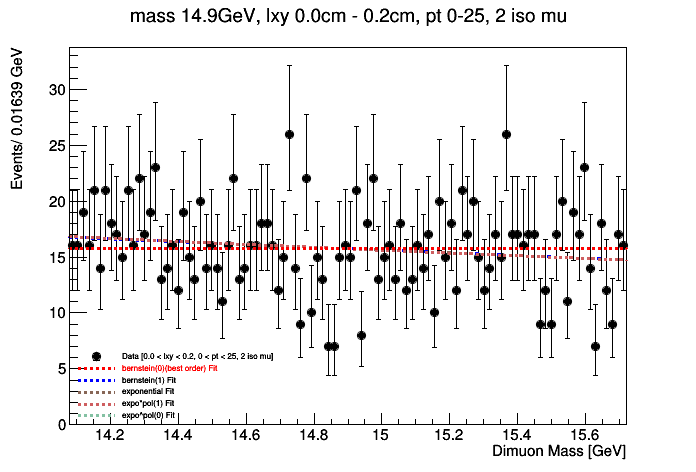 mass 14.9GeV, lxy 0.0cm - 0.2cm, pt 0-25, 2 iso mu
Events/ 0.01639 GeV
30
25
20
15
10
5
0
Data [0.0 < lxy < 0.2, 0 < pt < 25, 2 iso mu]
bernstein(0)(best order) Fit
bernstein(1) Fit
exponential Fit
expo*pol(1) Fit
expo*pol(0) Fit
14.2 14.4 14.6 14.8 15 15.2 15.4 15.6
Dimuon Mass [GeV]